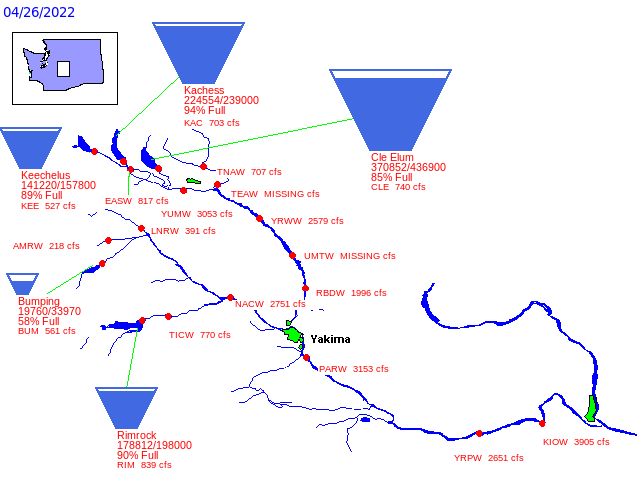 04/26/2022
Kachess
224554/239000
94% Full
KAC 703 cfs
Cle Elum
370852/436900
85% Full
CLE 740 cfs
Keechelus
141220/157800
89% Full
KEE 527 cfs
TNAW 707 cfs
TEAW MISSING cfs
EASW 817 cfs
YUMW 3053 cfs
YRWW 2579 cfs
LNRW 391 cfs
AMRW 218 cfs
UMTW MISSING cfs
RBDW 1996 cfs
Bumping
19760/33970
58% Full
BUM 561 cfs
NACW 2751 cfs
TICW 770 cfs
Yakima
PARW 3153 cfs
Rimrock
178812/198000
90% Full
RIM 839 cfs
KIOW 3905 cfs
YRPW 2651 cfs